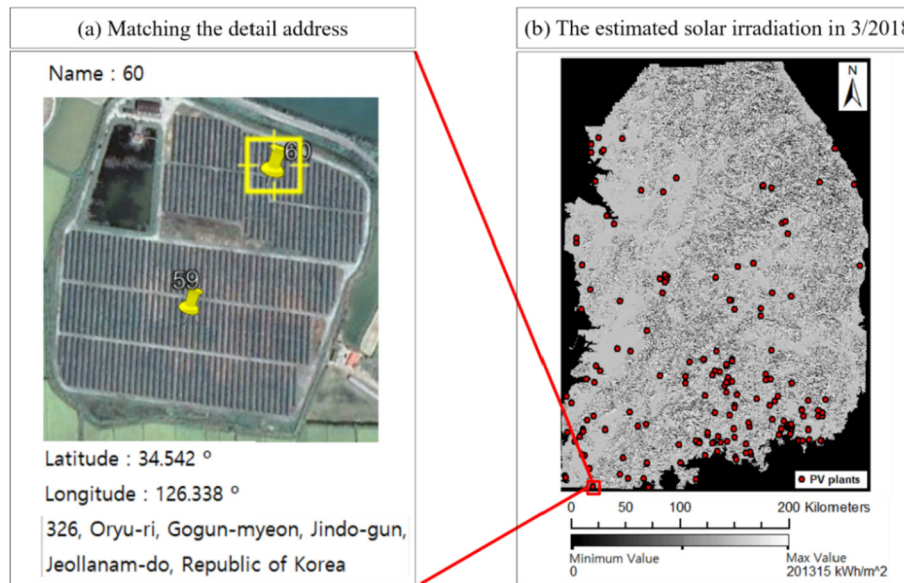 (a) Matching the detail address
Name : 60
60
59
Latitude : 34.542 º
Longitude : 126.338 º
326, Oryu-ri, Gogun-myeon, Jindo-gun,
Jeollanam-do, Republic of Korea
(b) The estimated solar irradiation in 3/2018
N
PV plants
0 50 100 200 Kilometers
Minimum Value
0
Max Value
201315 kWh/m^2